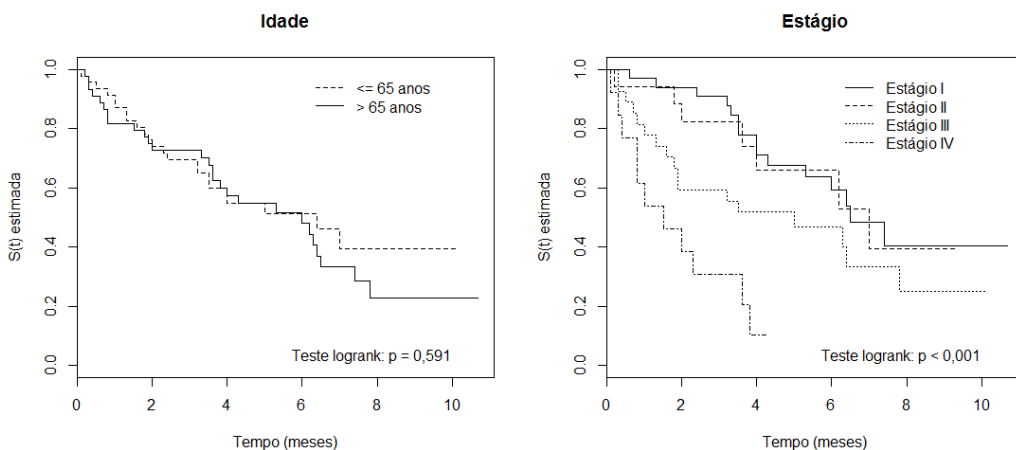 Idade
S(t) estimada
1.0
0.8
0.6
0.4
0.2
0.0
<= 65 anos
> 65 anos
Teste logrank: p = 0,591
0 2 4 6 8 10
Tempo (meses)
Estágio
S(t) estimada
1.0
0.8
0.6
0.4
0.2
0.0
Estágio I
Estágio II
Estágio III
Estágio IV
Teste logrank: p < 0,001
0 2 4 6 8 10
Tempo (meses)